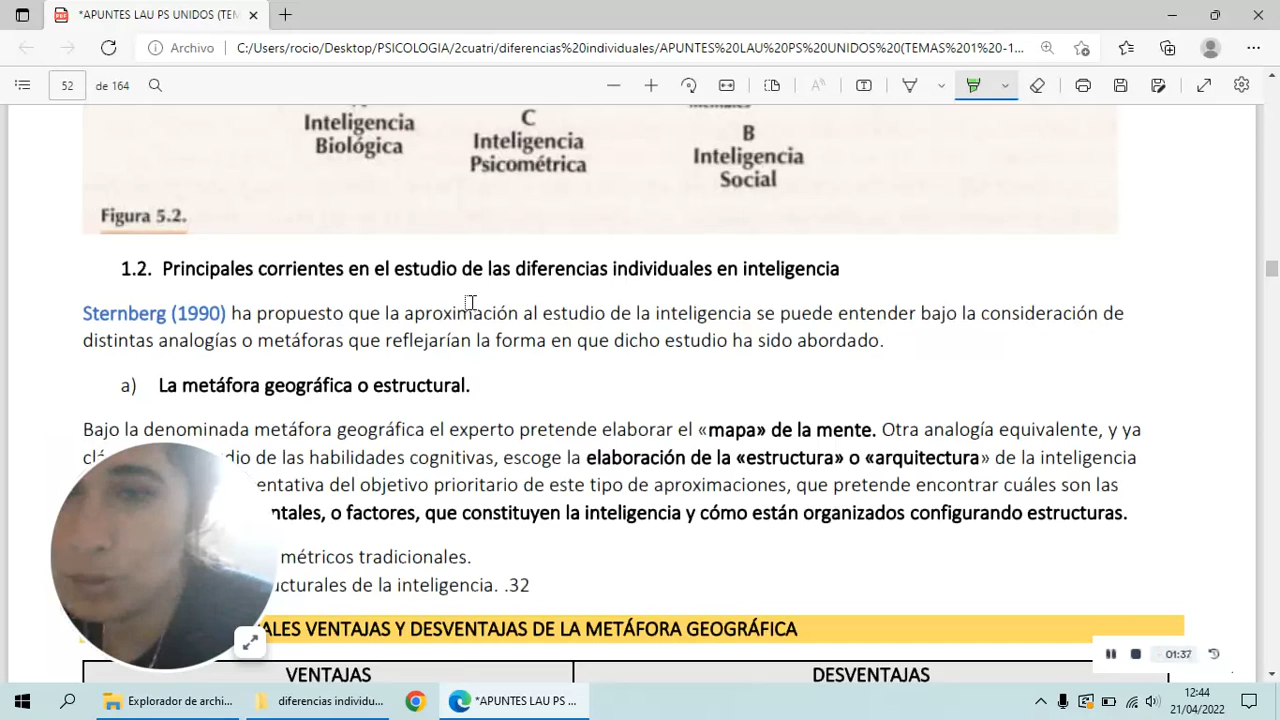 *APUNTES LAU PS UNIDOS (TEM
Archivo
C:/Users/rocio/Desktop/PSICOLOGIA/2cuatri/diferencias%20individuales/APUNTES%20LAU%20PS%20UNIDOS%20(TEMAS%201%20-1...
52 de 164
Inteligencia
Biológica
C
Inteligencia
Psicométrica
B
Inteligencia
Social
Figura 5.2.
1.2. Principales corrientes en el estudio de las diferencias individuales en inteligencia
Sternberg (1990) ha propuesto que la aproximación al estudio de la inteligencia se puede entender bajo la consideración de
distintas analogías o metáforas que reflejarían la forma en que dicho estudio ha sido abordado.
a) La metáfora geográfica o estructural.
Bajo la denominada metáfora geográfica el experto pretende elaborar el «mapa» de la mente. Otra analogía equivalente, y ya
de las habilidades cognitivas, escoge la elaboración de la «estructura» o «arquitectura» de la inteligencia
del objetivo prioritario de este tipo de aproximaciones, que pretende encontrar cuáles son las
o factores, que constituyen la inteligencia y cómo están organizados configurando estructuras.
métricos tradicionales.
de la inteligencia. .32
VENTAJAS Y DESVENTAJAS DE LA METÁFORA GEOGRÁFICA
VENTAJAS
DESVENTAJAS
01:37
Explorador de archi...
diferencias individu...
*APUNTES LAU PS ...
12:44
21/04/2022